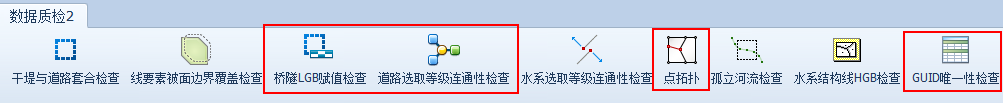 数据质检2
干堤与道路套合检查
线要素被面边界覆盖检查
桥隧LGB赋值检查
道路选取等级连通性检查
水系选取等级连通性检查
点拓扑
孤立河流检查
水系结构线HGB检查
GUID唯一性检查